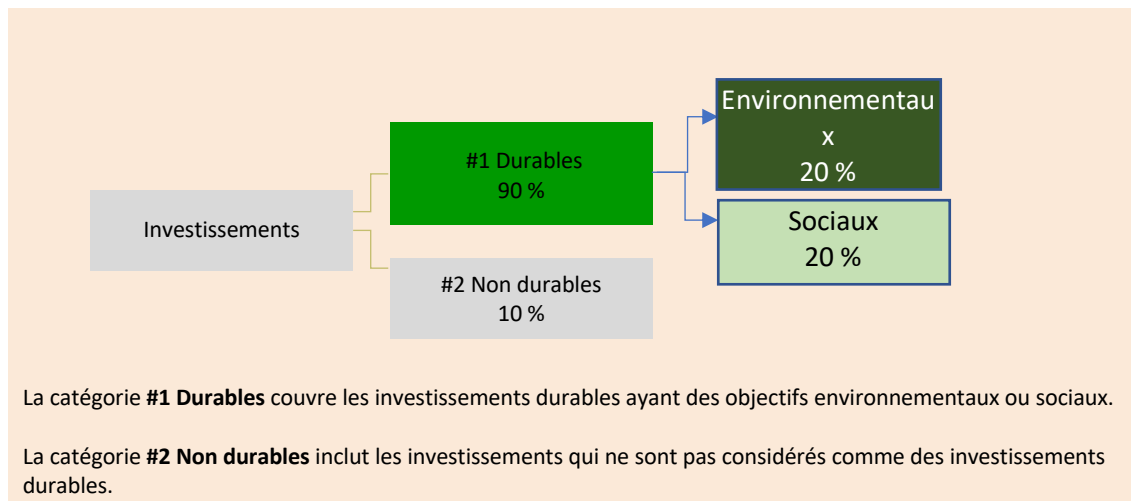 Environnementau
x
20 %
#1 Durables
90 %
Sociaux
20 %
Investissements
#2 Non durables
10 %
La catégorie #1 Durables couvre les investissements durables ayant des objectifs environnementaux ou sociaux.
La catégorie #2 Non durables inclut les investissements qui ne sont pas considérés comme des investissements
durables.